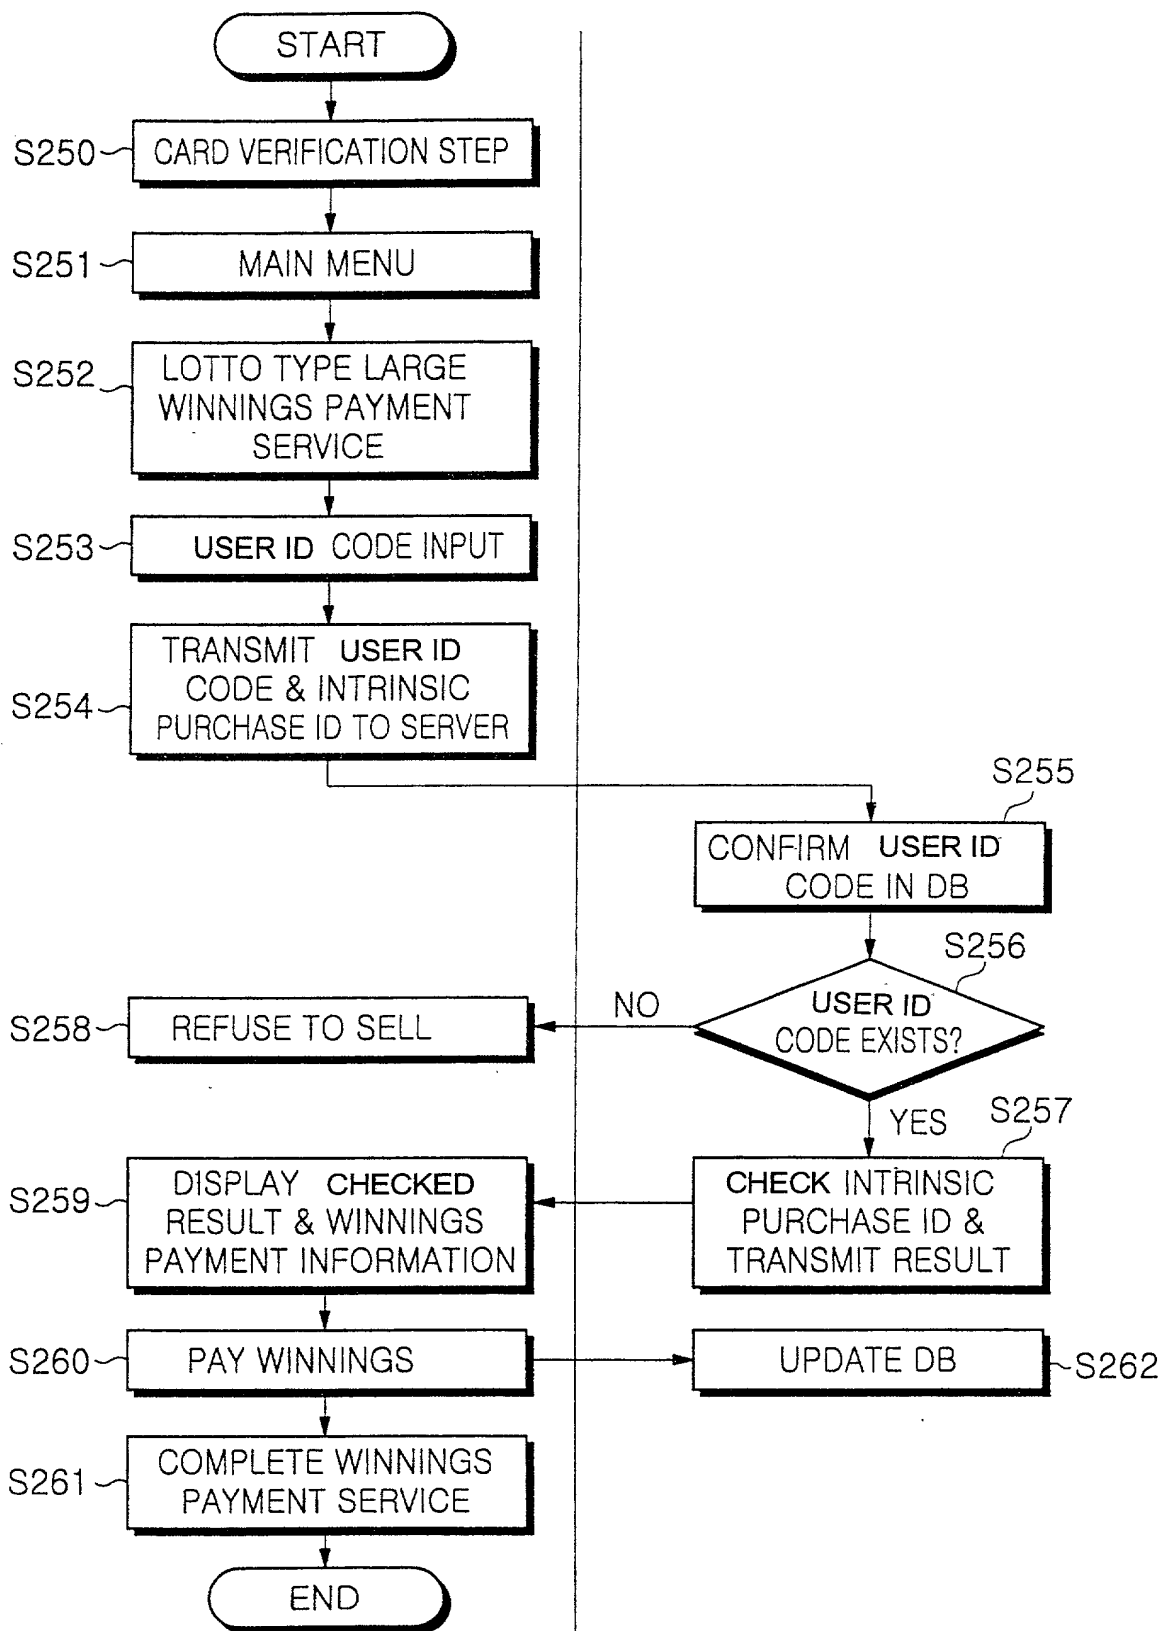 START
S250
CARD VERIFICATION STEP
S251
MAIN MENU
S252
LOTTO TYPE LARGE
WINNINGS PAYMENT
SERVICE
S253
USER ID CODE INPUT
S254
TRANSMIT USER ID
CODE & INTRINSIC
PURCHASE ID TO SERVER
S255
CONFIRM USER ID
CODE IN DB
S256
USER ID
CODE EXISTS?
NO
S258
REFUSE TO SELL
YES
S257
CHECK INTRINSIC
PURCHASE ID &
TRANSMIT RESULT
S259
DISPLAY CHECKED
RESULT & WINNINGS
PAYMENT INFORMATION
S260
PAY WINNINGS
UPDATE DB
S262
S261
COMPLETE WINNINGS
PAYMENT SERVICE
END